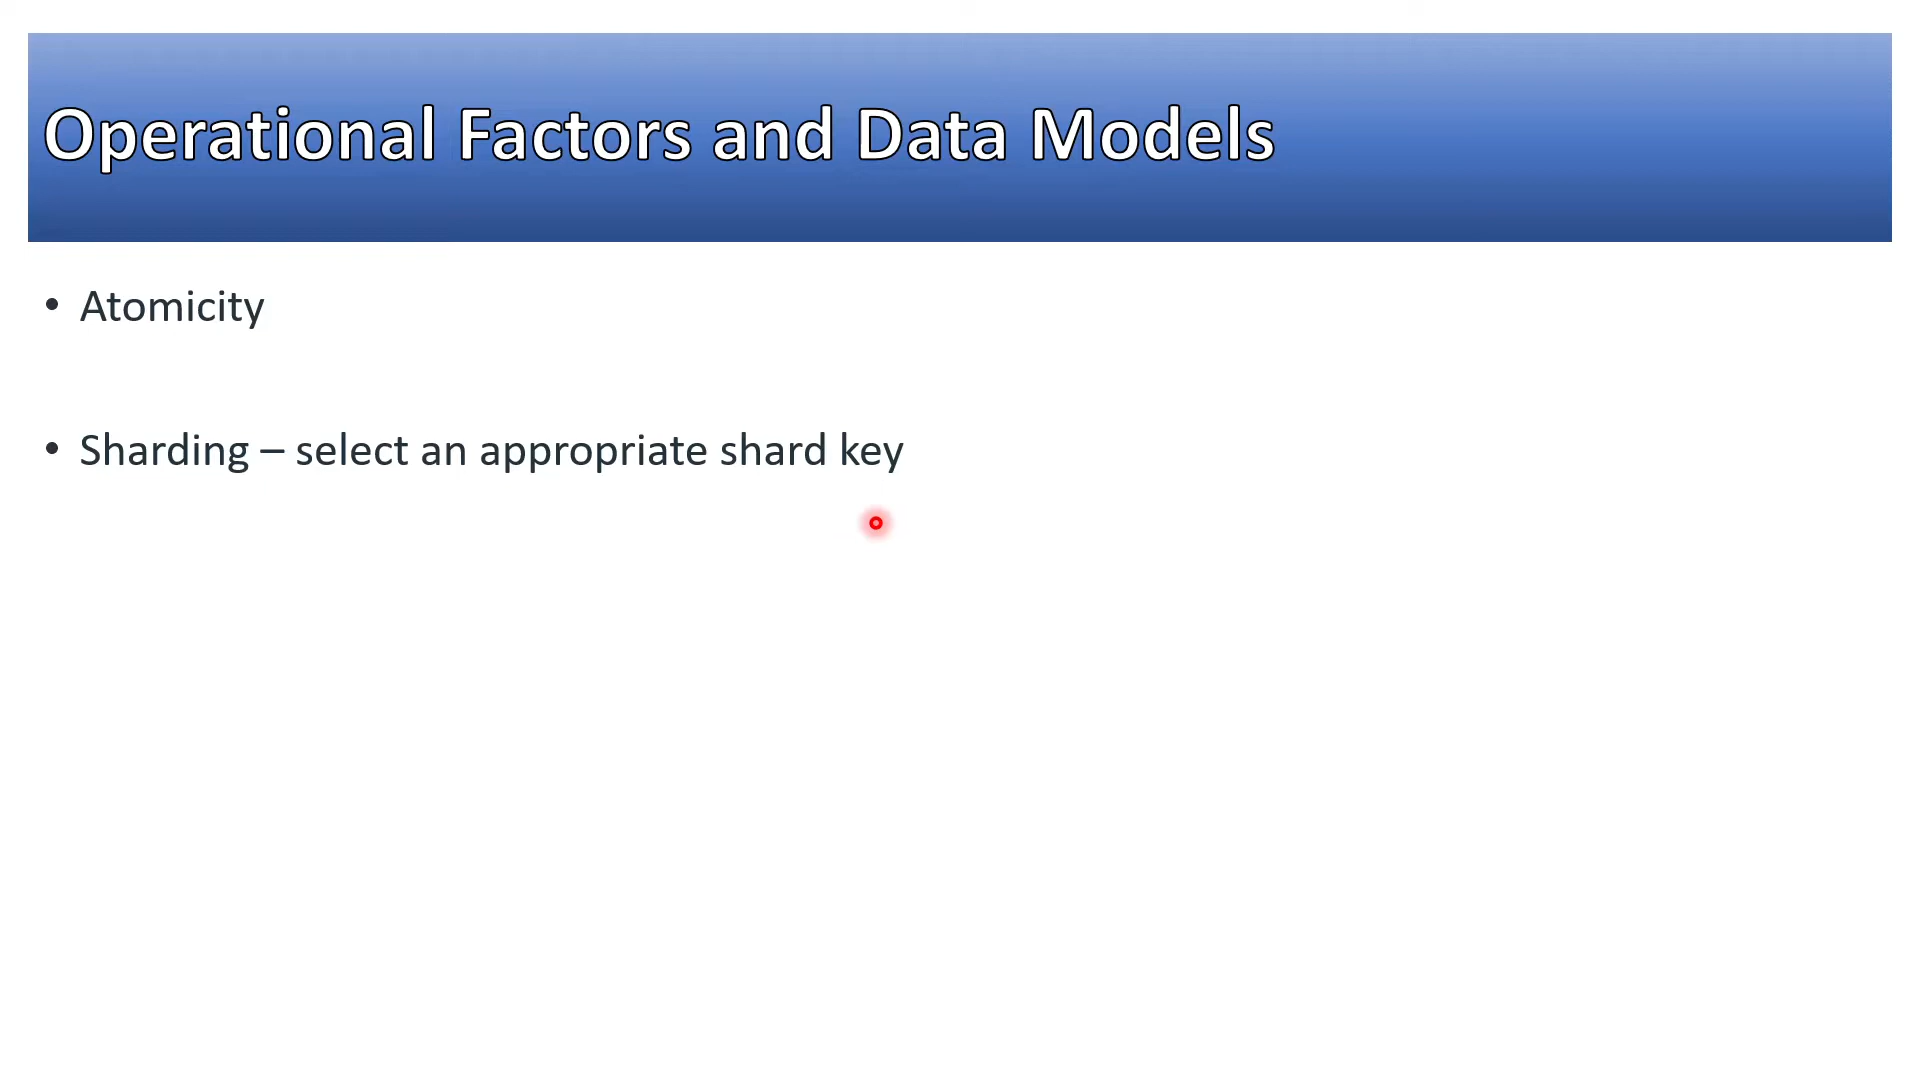 Operational Factors and Data Models
• Atomicity
• Sharding – select an appropriate shard key